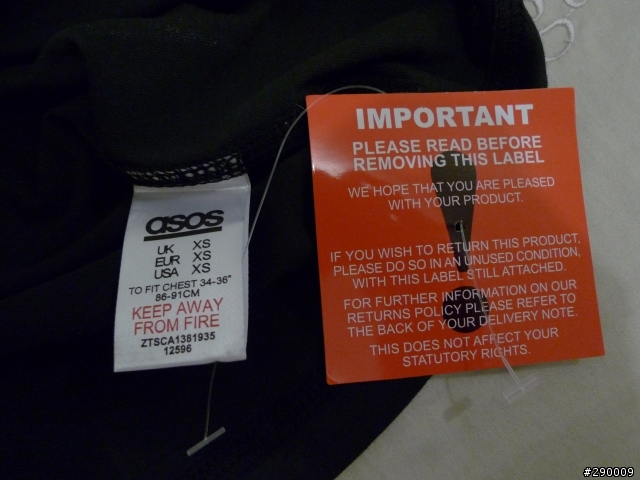 asos
UK XS
EUR XS
USA XS
TO FIT CHEST 34-36"
86-91CM
KEEP AWAY
FROM FIRE
ZTSCA1381935
12596
IMPORTANT
PLEASE READ BEFORE
REMOVING THIS LABEL
WE HOPE THAT YOU ARE PLEASED
WITH YOUR PRODUCT.
IF YOU WISH TO RETURN THIS PRODUCT,
PLEASE DO SO IN AN UNUSED CONDITION,
WITH THIS LABEL STILL ATTACHED.
FOR FURTHER INFORMATION ON OUR
RETURNS POLICY PLEASE REFER TO
THE BACK OF YOUR DELIVERY NOTE.
THIS DOES NOT AFFECT YOUR
STATUTORY RIGHTS.
#290009